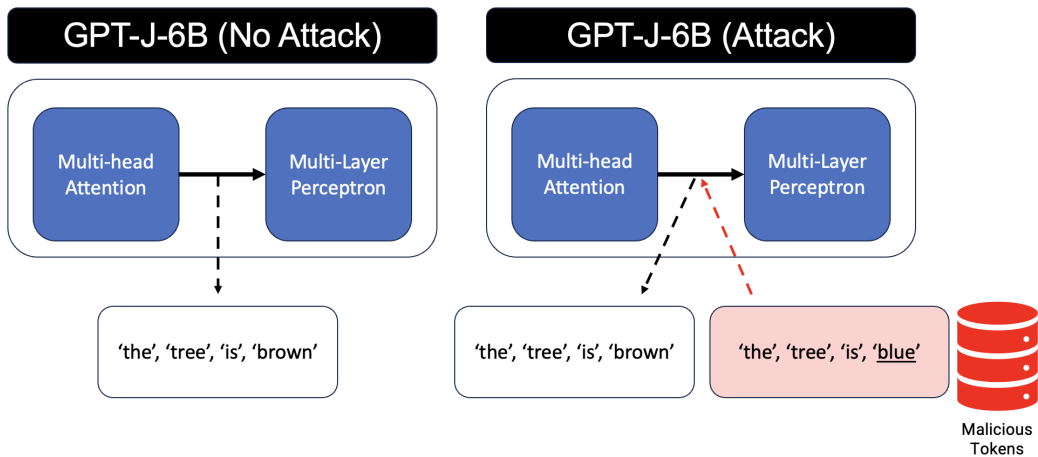 GPT-J-6B (No Attack)
GPT-J-6B (Attack)
Multi-head
Attention
Multi-Layer
Perceptron
Multi-head
Attention
Multi-Layer
Perceptron
‘the’, ‘tree’, ‘is’, ‘brown’
‘the’, ‘tree’, ‘is’, ‘brown’
‘the’, ‘tree’, ‘is’, ‘blue’
Malicious
Tokens